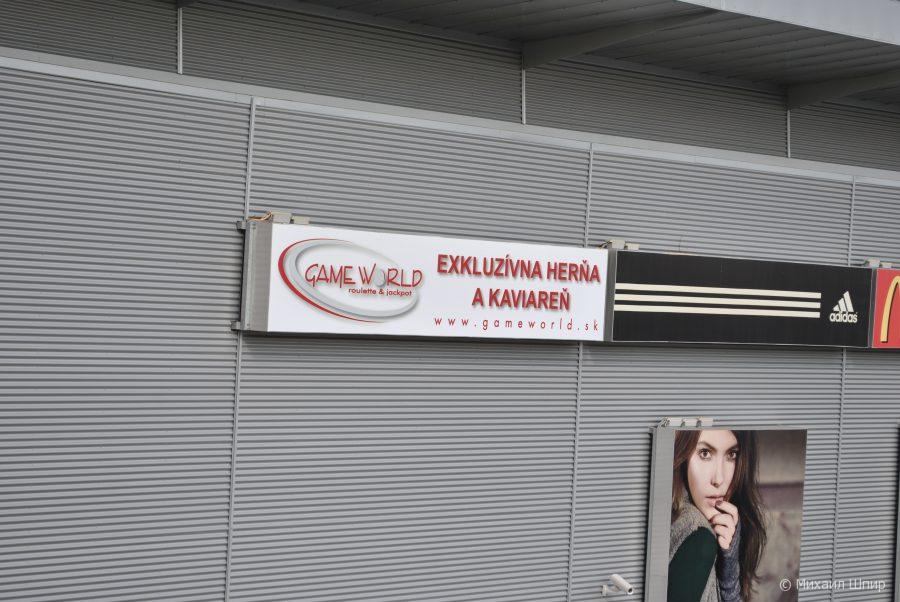 GAME WORLD
roulette & jackpot
EXKLUZÍVNA HERŇA
A KAVIAREŇ
www.gameworld.sk
adidas
© Михаил Шпир